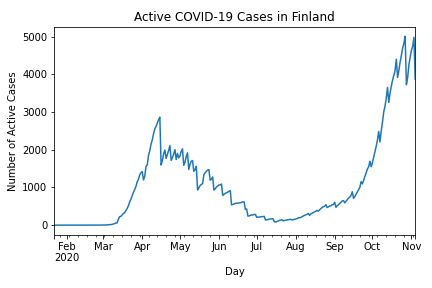 Active COVID-19 Cases in Finland
Number of Active Cases
5000
4000
3000
2000
1000
0
Feb Mar Apr May Jun Jul Aug Sep Oct Nov
2020
Day